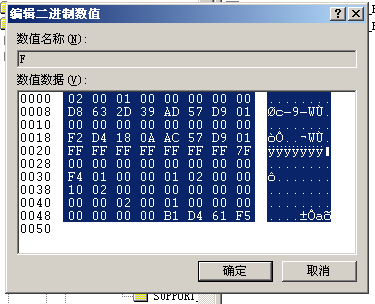 编辑二进制数值
数值名称(N):
F
数值数据(V):
0000 02 00 01 00 00 00 00 00 ........
0008 D8 63 2D 39 AD 57 D9 01 Øc-9-WÙ.
0010 00 00 00 00 00 00 00 00 ........
0018 F2 D4 18 0A AC 57 D9 01 òÔ..¬WÙ.
0020 FF FF FF FF FF FF FF 7F ÿÿÿÿÿÿÿ
0028 00 00 00 00 00 00 00 00 ........
0030 F4 01 00 00 01 02 00 00 ô.......
0038 10 02 00 00 00 00 00 00 ........
0040 00 00 02 00 01 00 00 00 ........
0048 00 00 00 00 B1 D4 61 F5 ....±Ôaõ
0050
确定
取消
SUPPORT